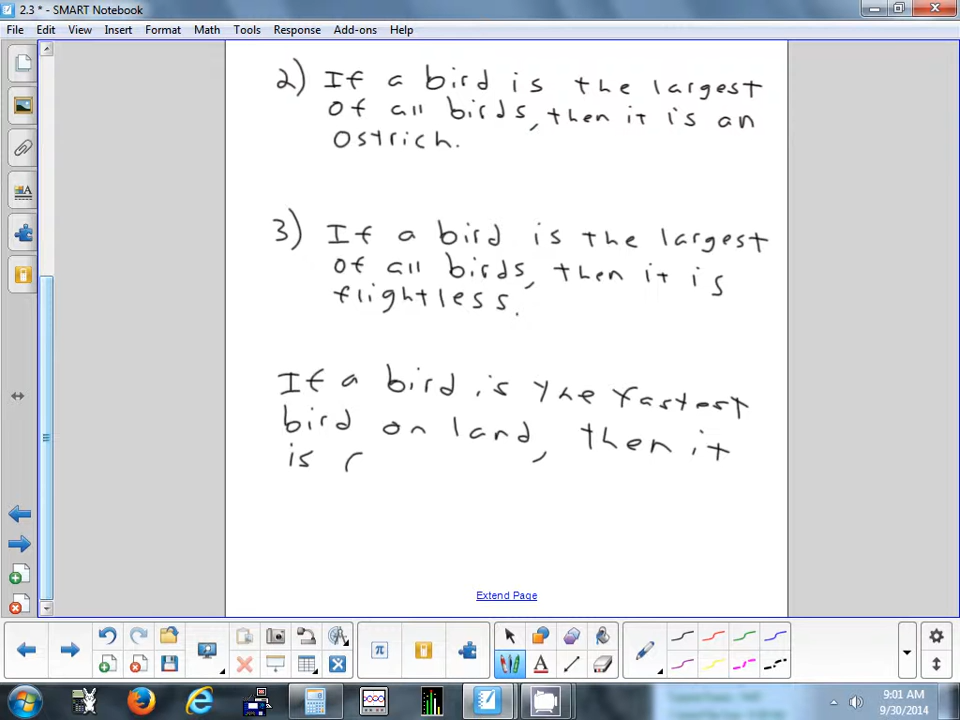 2.3 * - SMART Notebook
File Edit View Insert Format Math Tools Response Add-ons Help
2) If a bird is the largest
of all birds, then it is an
Ostrich.
3) If a bird is the largest
of all birds, then it is
flightless.
If a bird is the fastest
bird on land, then it
is
Extend Page
π
A
9:01 AM
9/30/2014